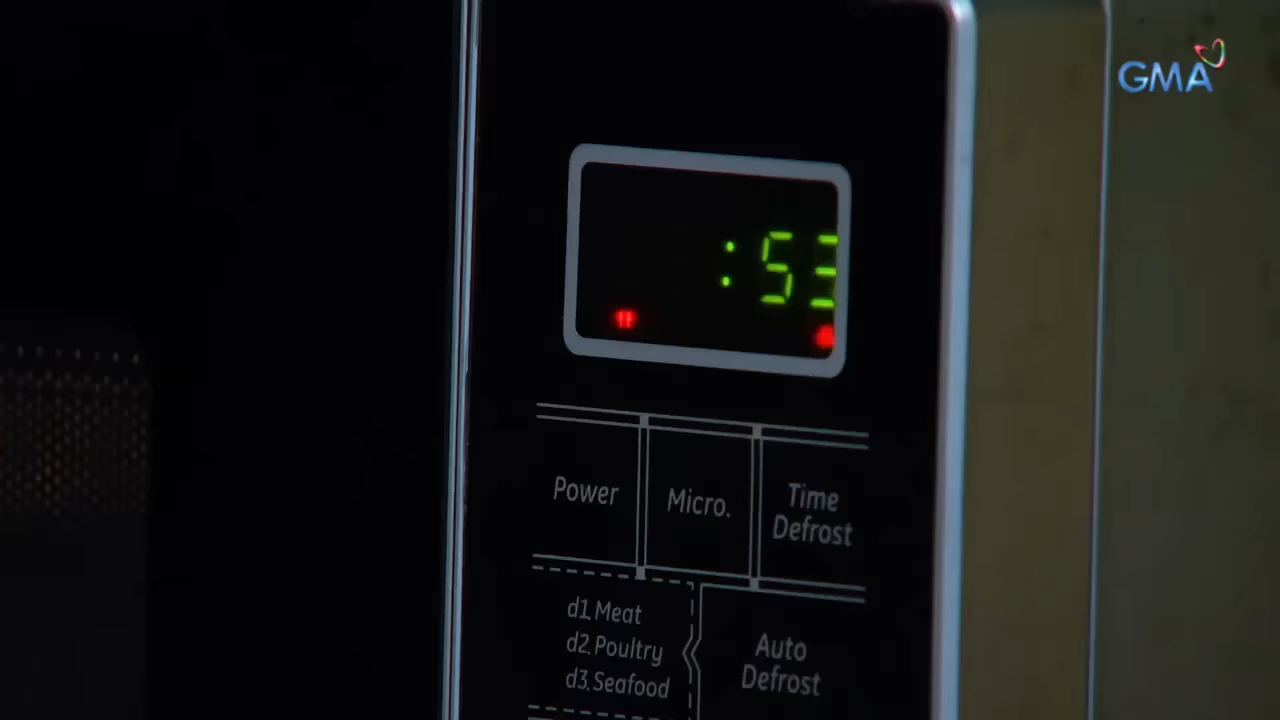 GMA
:53
Power
Micro.
Time
Defrost
d1.Meat
d2.Poultry
d3.Seafood
Auto
Defrost